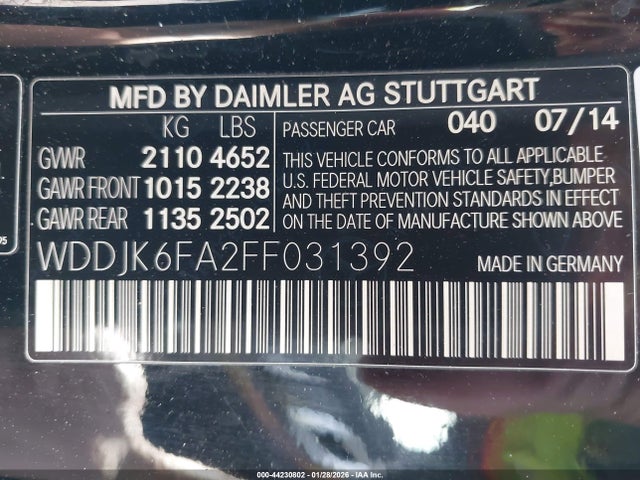 MFD BY DAIMLER AG STUTTGART
KG LBS
GVWR 2110 4652
GAWR FRONT 1015 2238
GAWR REAR 1135 2502
PASSENGER CAR 040 07/14
THIS VEHICLE CONFORMS TO ALL APPLICABLE
U.S. FEDERAL MOTOR VEHICLE SAFETY,BUMPER
AND THEFT PREVENTION STANDARDS IN EFFECT
ON THE DATE OF MANUFACTURE SHOWN ABOVE.
WDDJK6FA2FF031392 MADE IN GERMANY
95
000-44230802 - 01/28/2026 - IAA Inc.